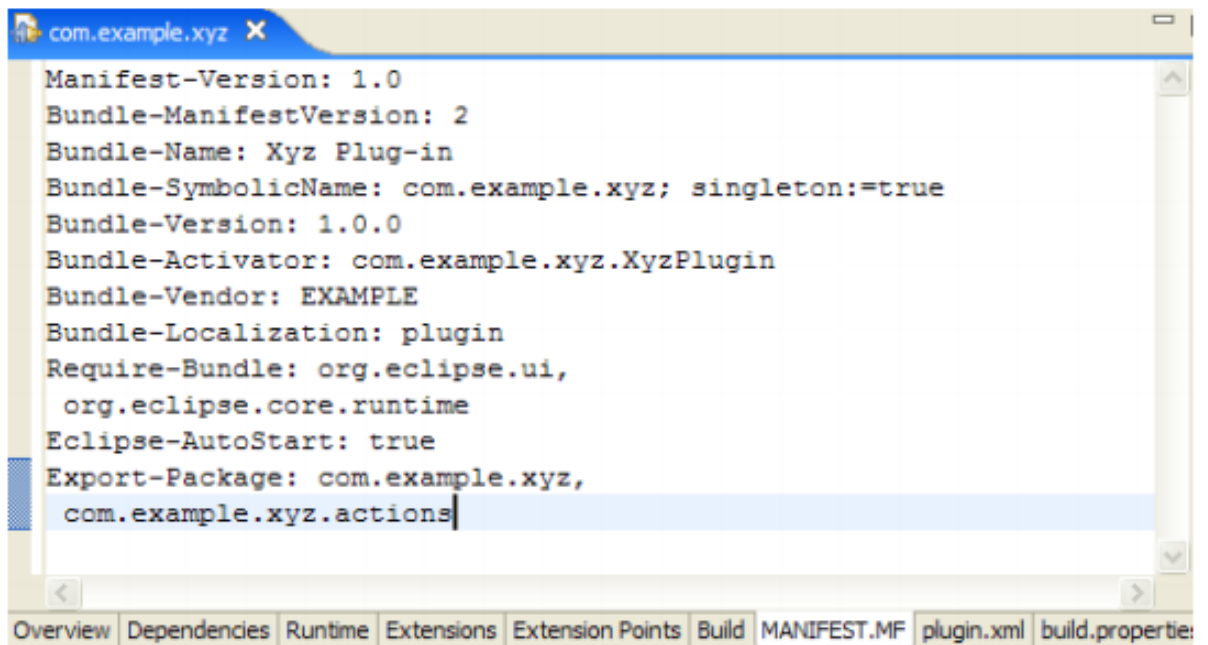 com.example.xyz
Manifest-Version: 1.0
Bundle-ManifestVersion: 2
Bundle-Name: Xyz Plug-in
Bundle-SymbolicName: com.example.xyz; singleton:=true
Bundle-Version: 1.0.0
Bundle-Activator: com.example.xyz.XyzPlugin
Bundle-Vendor: EXAMPLE
Bundle-Localization: plugin
Require-Bundle: org.eclipse.ui,
 org.eclipse.core.runtime
Eclipse-AutoStart: true
Export-Package: com.example.xyz,
 com.example.xyz.actions
Overview Dependencies Runtime Extensions Extension Points Build MANIFEST.MF plugin.xml build.properties